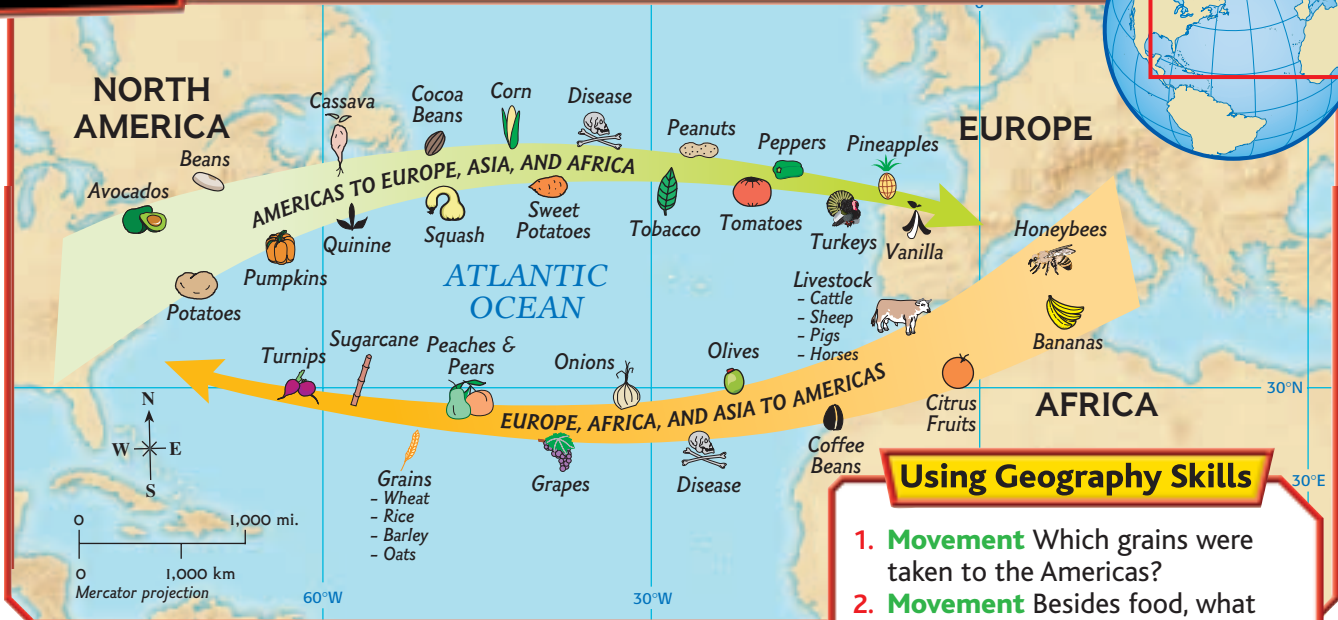 NORTH
AMERICA
EUROPE
Cassava
Cocoa
Beans
Corn
Disease
Peanuts
Peppers
Pineapples
Beans
Avocados
AMERICAS TO EUROPE, ASIA, AND AFRICA
Potatoes
Pumpkins
Quinine
Squash
Sweet
Potatoes
Tobacco
Tomatoes
Turkeys
Vanilla
Honeybees
ATLANTIC
OCEAN
Livestock
- Cattle
- Sheep
- Pigs
- Horses
Bananas
Turnips
Sugarcane
Peaches &
Pears
Onions
Olives
EUROPE, AFRICA, AND ASIA TO AMERICAS
Citrus
Fruits
AFRICA
30°N
Coffee
Beans
Grains
- Wheat
- Rice
- Barley
- Oats
Grapes
Disease
N
W
E
S
0
1,000 mi.
0
1,000 km
Mercator projection
60°W
30°W
0
30°E
Using Geography Skills
1. Movement Which grains were
taken to the Americas?
2. Movement Besides food, what